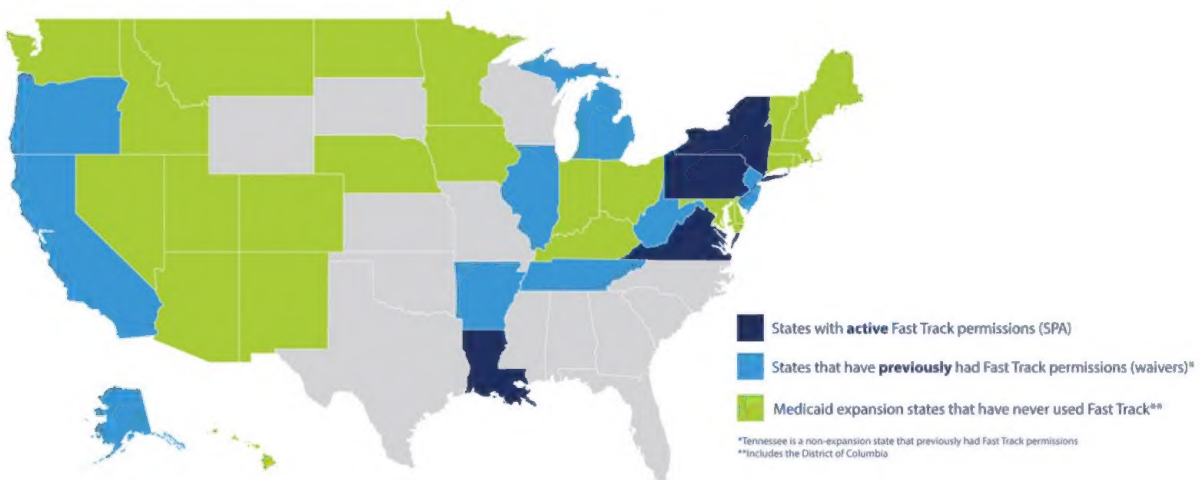 States with active Fast Track permissions (SPA)
States that have previously had Fast Track permissions (waivers)*
Medicaid expansion states that have never used Fast Track**
*Tennessee is a non-expansion state that previously had Fast Track permissions
**Includes the District of Columbia